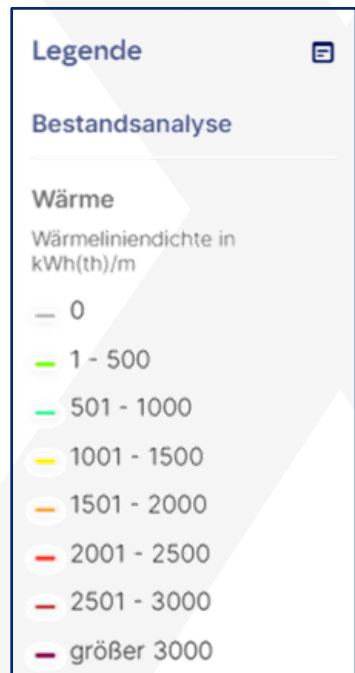 Legende
Bestandsanalyse
Wärme
Wärmeliniendichte in
kWh(th)/m
0
1 - 500
501 - 1000
1001 - 1500
1501 - 2000
2001 - 2500
2501 - 3000
größer 3000